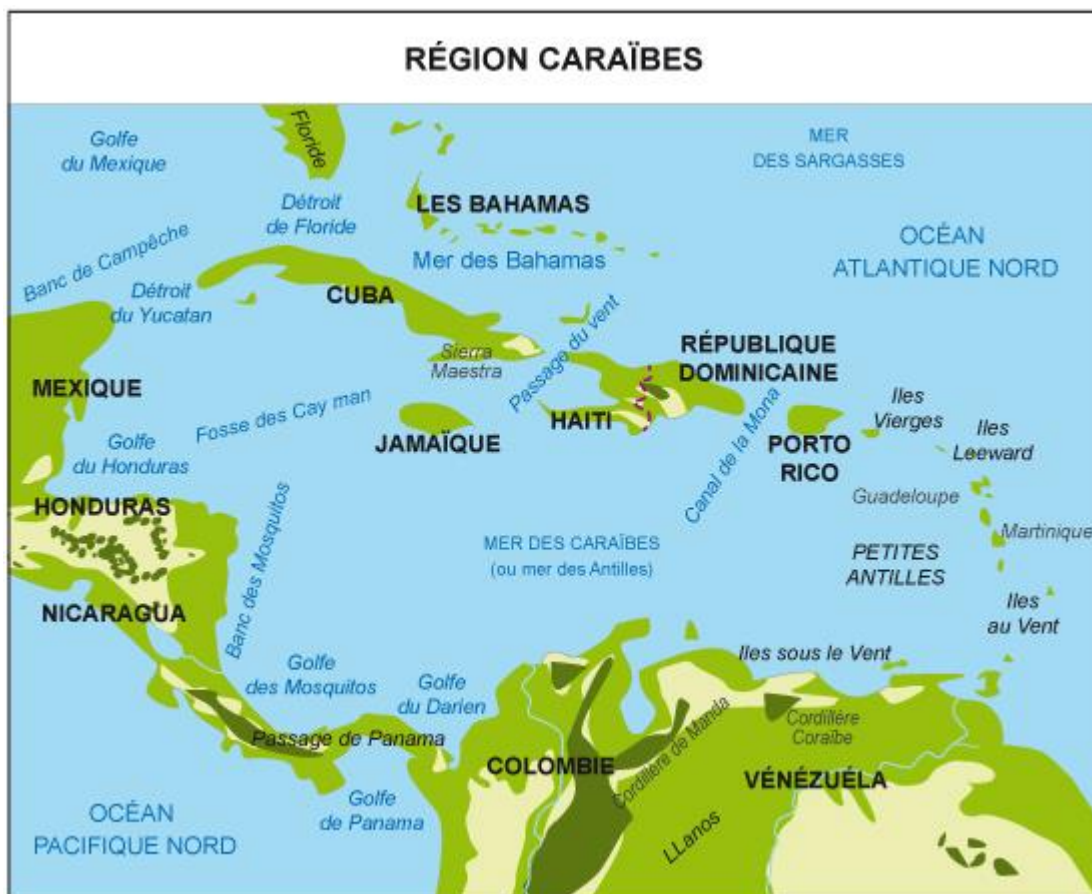 RÉGION CARAÏBES
Floride
Golfe
du Mexique
MER
DES SARGASSES
Détroit
de Floride
LES BAHAMAS
OCÉAN
ATLANTIQUE NORD
Banc de Campêche
Mer des Bahamas
Détroit
du Yucatan
CUBA
Sierra
Maestra
Passage du vent
RÉPUBLIQUE
DOMINICAINE
MEXIQUE
Fosse des Cay man
Iles
Vierges
HAITI
JAMAÏQUE
Canal de la Mona
PORTO
RICO
Iles
Leeward
Golfe
du Honduras
Guadeloupe
HONDURAS
Martinique
MER DES CARAÏBES
(ou mer des Antilles)
PETITES
ANTILLES
Banc des Mosquitos
NICARAGUA
Iles
au Vent
Iles sous le Vent
Golfe
des Mosquitos
Golfe
du Darien
Cordillère de Manda
Cordillére
Coraîbe
Passage de Panama
COLOMBIE
VÉNÉZUÉLA
Golfe
de Panama
OCÉAN
PACIFIQUE NORD
LLanos